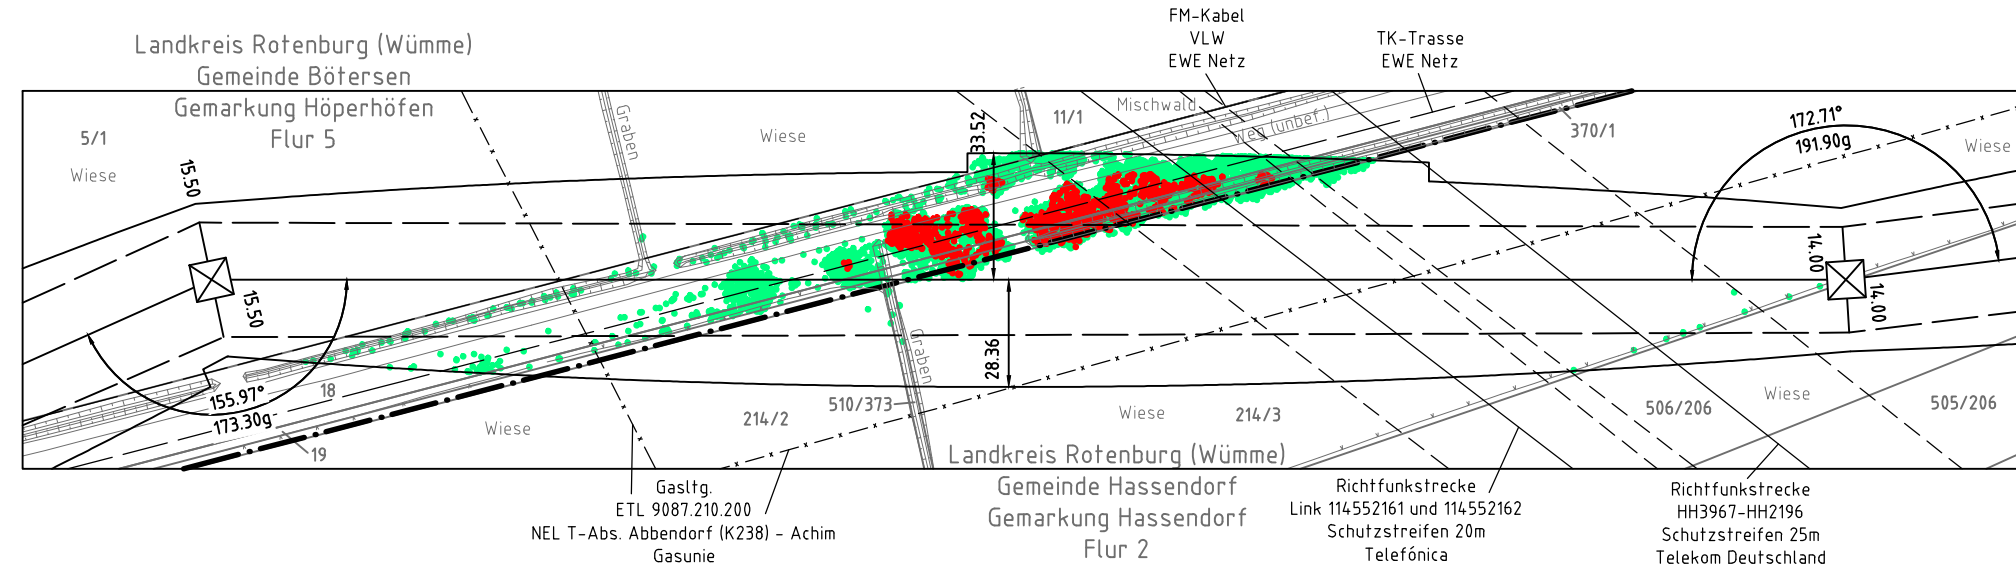 Landkreis Rotenburg (Wümme)
Gemeinde Bötersen
Gemarkung Höperhöfen
Flur 5
FM-Kabel
VLW
EWE Netz
TK-Trasse
EWE Netz
5/1
Wiese
15.50
Graben
Wiese
33.52
11/1
Mischwald
Weg (unbef.)
370/1
172.71°
191.90g
Wiese
15.50
14.00
14.00
155.97°
173.30g
18
19
Wiese
214/2
510/373
Graben
28.36
Wiese
214/3
506/206
Wiese
505/206
Landkreis Rotenburg (Wümme)
Gemeinde Hassendorf
Gemarkung Hassendorf
Flur 2
Gasltg.
ETL 9087.210.200
NEL T-Abs. Abbendorf (K238) - Achim
Gasunie
Richtfunkstrecke
Link 114552161 und 114552162
Schutzstreifen 20m
Telefónica
Richtfunkstrecke
HH3967-HH2196
Schutzstreifen 25m
Telekom Deutschland